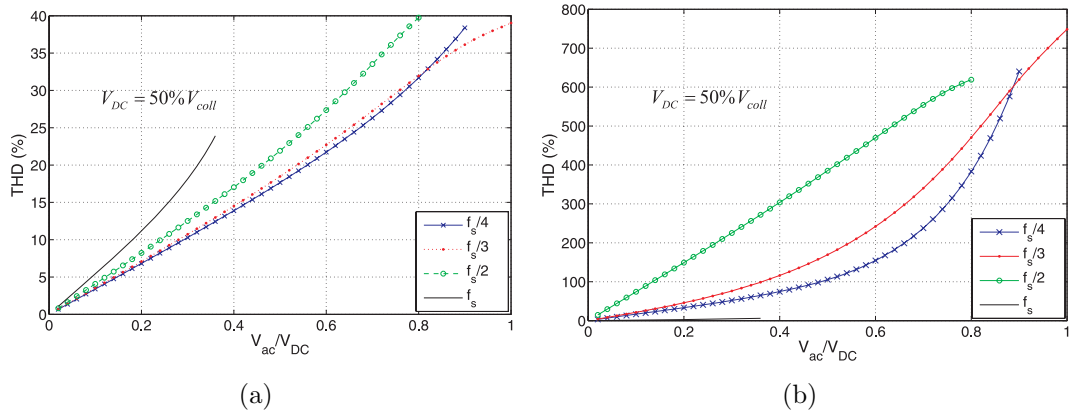 40
35
30
25
20
15
10
5
0
THD (%)
V_DC = 50% V_coll
f_s/4
f_s/3
f_s/2
f_s
0
0.2
0.4
0.6
0.8
1
V_ac/V_DC
(a)
800
700
600
500
400
300
200
100
0
THD (%)
V_DC = 50% V_coll
f_s/4
f_s/3
f_s/2
f_s
0
0.2
0.4
0.6
0.8
1
V_ac/V_DC
(b)